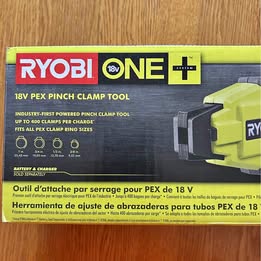 RYOBI ONE+
18V
SYSTEM
18V PEX PINCH CLAMP TOOL
INDUSTRY-FIRST POWERED PINCH CLAMP TOOL
UP TO 400 CLAMPS PER CHARGE*
FITS ALL PEX CLAMP RING SIZES
BATTERY & CHARGER
SOLD SEPARATELY
RYOBI
Outil d'attache par serrage pour PEX de 18 V
Herramienta de ajuste de abrazaderas para tubos PEX de 18